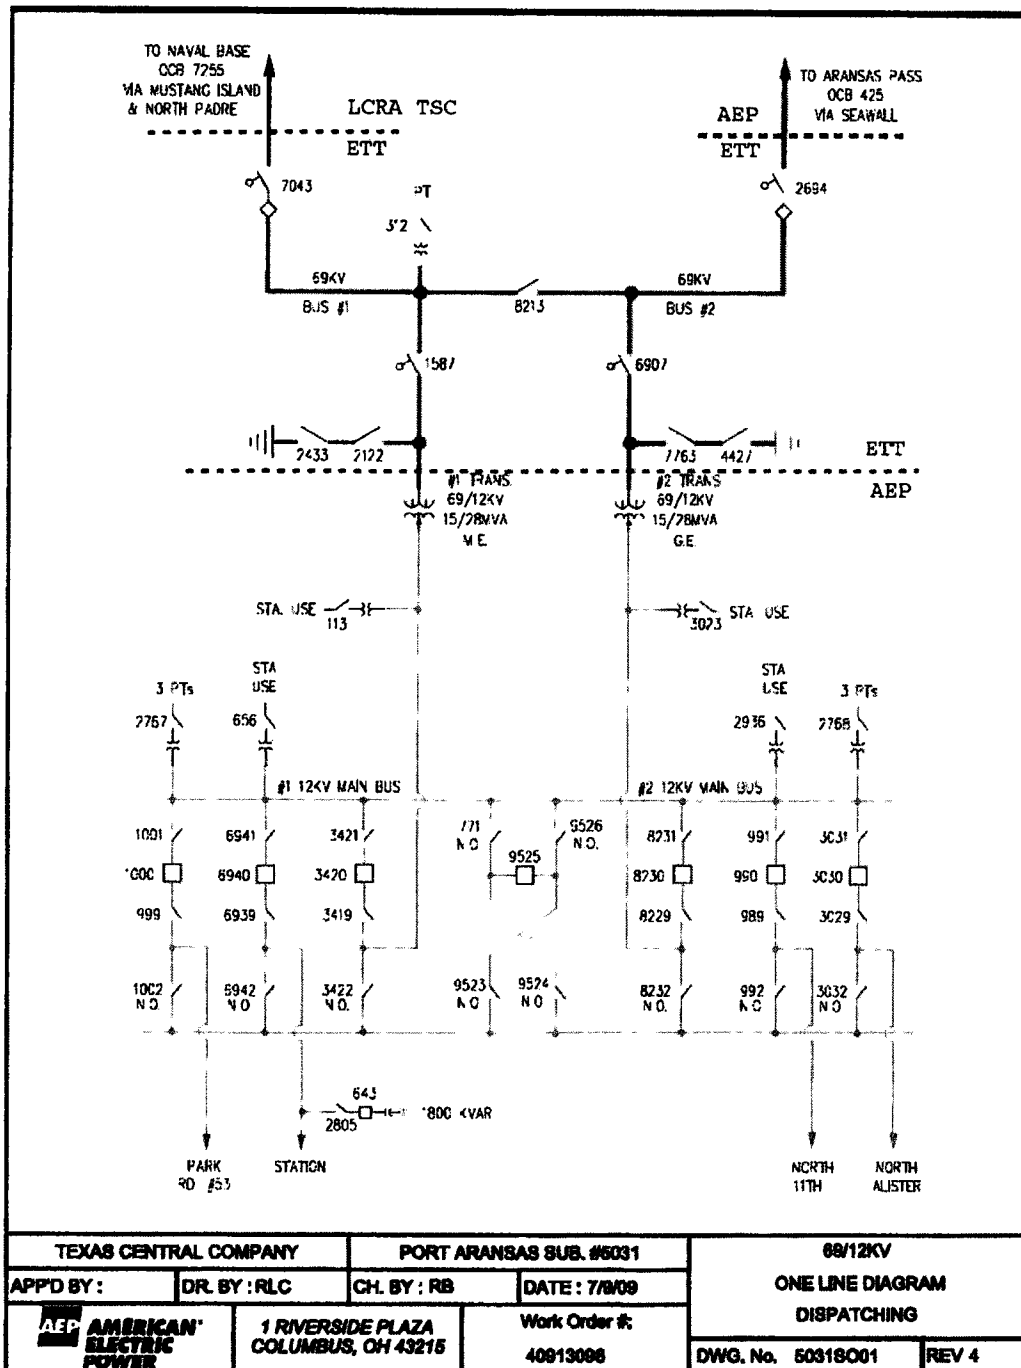 TO NAVAL BASE
OCB 7255
VIA MUSTANG ISLAND
& NORTH PADRE
LCRA TSC
ETT
AEP
ETT
TO ARANSAS PASS
OCB 425
VIA SEAWALL
7043
PT
2694
69KV
BUS #1
8213
69KV
BUS #2
1587
6907
2433
2122
7763
4427
ETT
AEP
#1 TRANS.
69/12KV
15/28MVA
M.E.
#2 TRANS
69/12KV
15/28MVA
G.E.
STA. USE
113
3023
STA USE
3 PTs
STA
USE
STA
USE
3 PTs
2767
656
2936
2768
#1 12KV MAIN BUS
#2 12KV MAIN BUS
1001
6941
3421
771
N.O.
9526
N.O.
8231
991
3031
1000
6940
3420
9525
8230
990
3030
999
6939
3419
8229
989
3029
1002
N.O.
6942
N.O
3422
N.O.
9523
N.O
9524
N.O
8232
N.O.
992
N.O
3032
N.O
643
2805
1800 KVAR
PARK
RD #53
STATION
NORTH
11TH
NORTH
ALISTER
TEXAS CENTRAL COMPANY
PORT ARANSAS SUB. #5031
69/12KV
ONE LINE DIAGRAM
DISPATCHING
APP'D BY :
DR. BY : RLC
CH. BY : RB
DATE : 7/9/09
AEP AMERICAN
ELECTRIC
POWER
1 RIVERSIDE PLAZA
COLUMBUS, OH 43215
Work Order #:
40913098
DWG. No. 5031SO01
REV 4